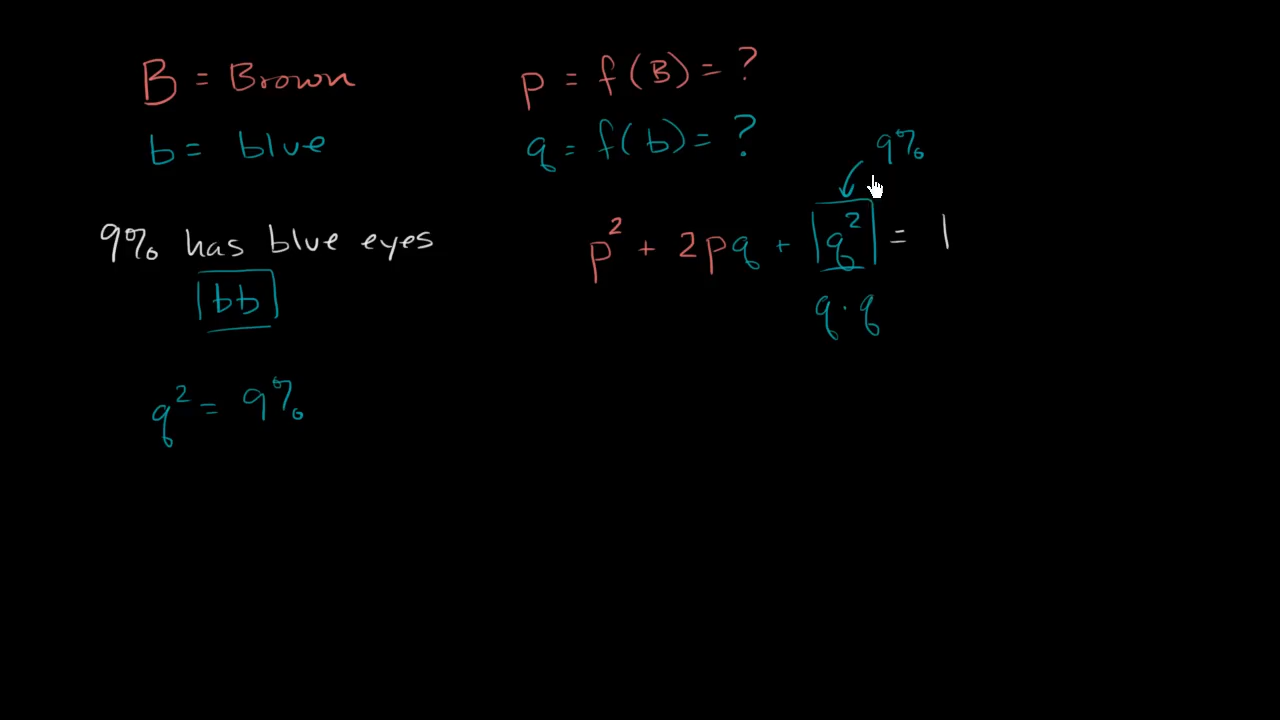 B = Brown
p = f(B) = ?
b = blue
q = f(b) = ?
9%
9% has blue eyes
p² + 2pq + q² = 1
bb
q · q
q² = 9%